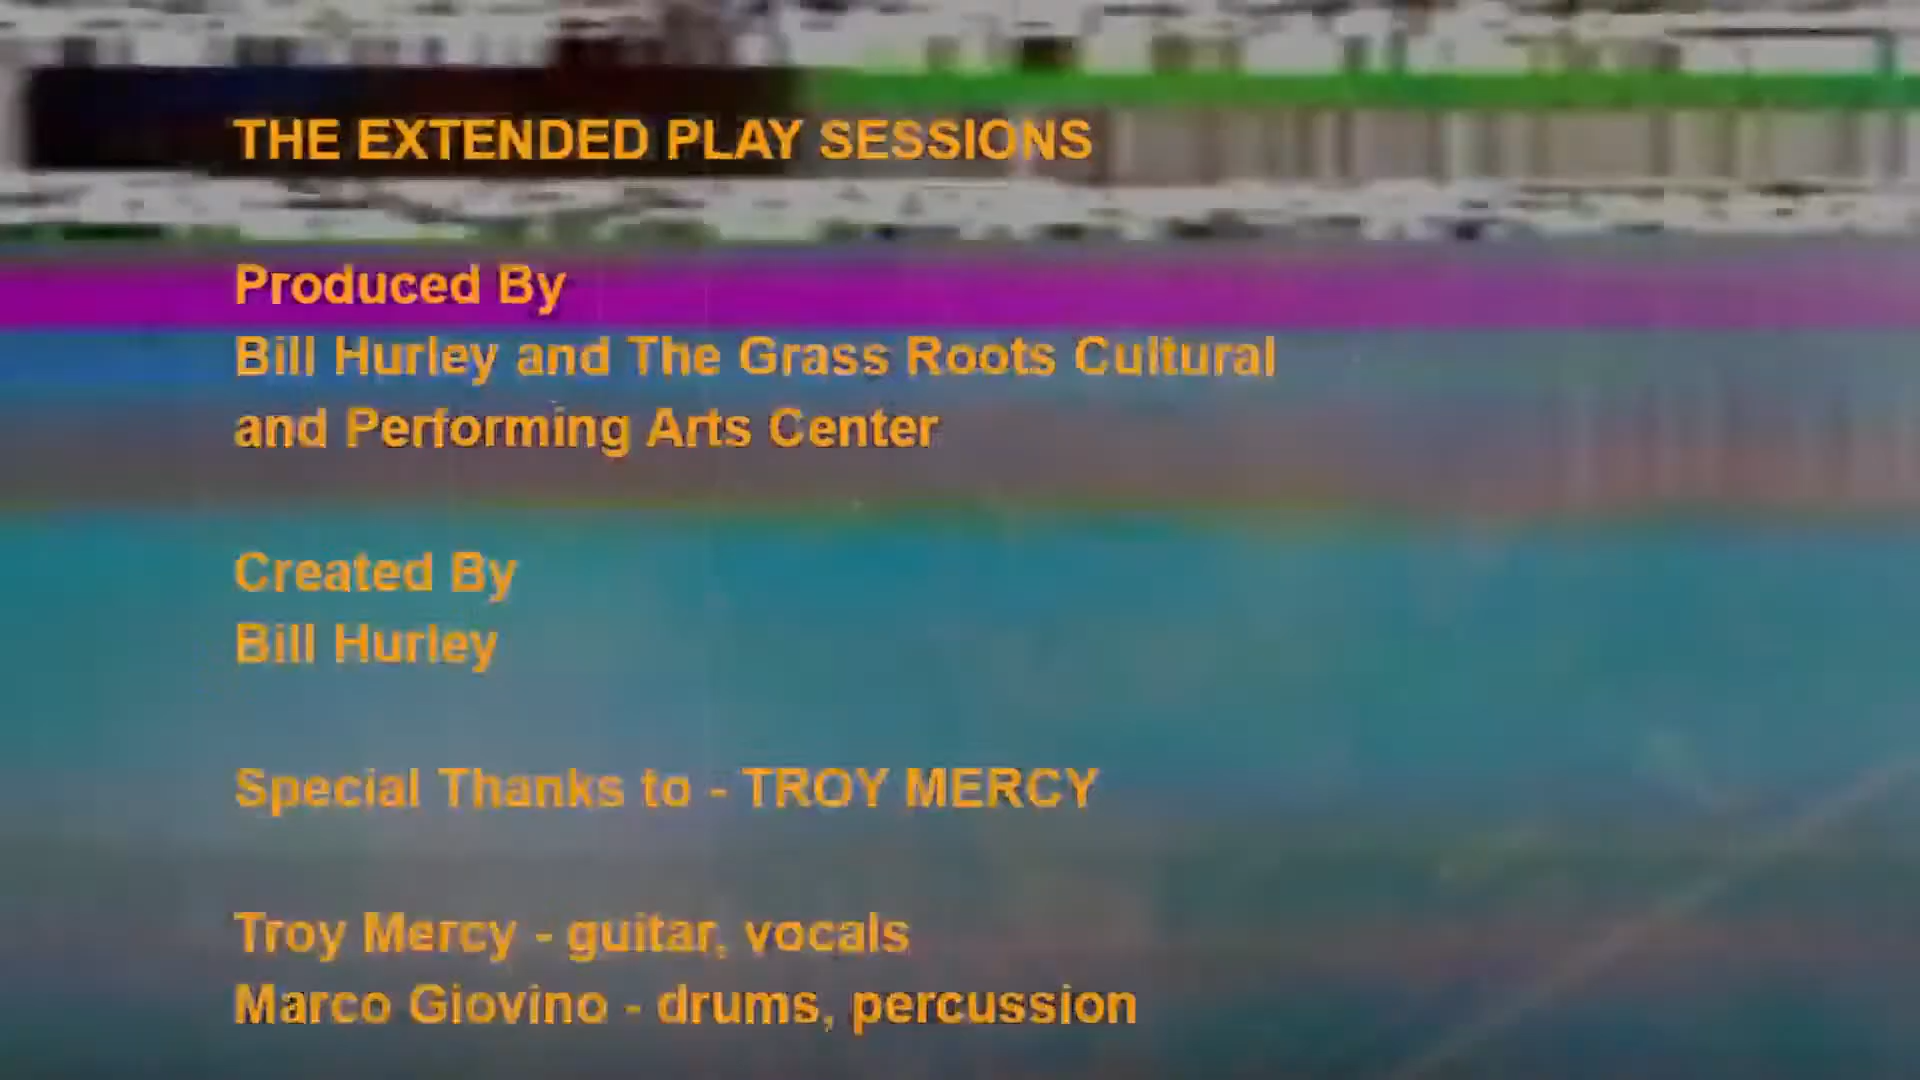 THE EXTENDED PLAY SESSIONS
Produced By
Bill Hurley and The Grass Roots Cultural
and Performing Arts Center
Created By
Bill Hurley
Special Thanks to - TROY MERCY
Troy Mercy - guitar, vocals
Marco Giovino - drums, percussion